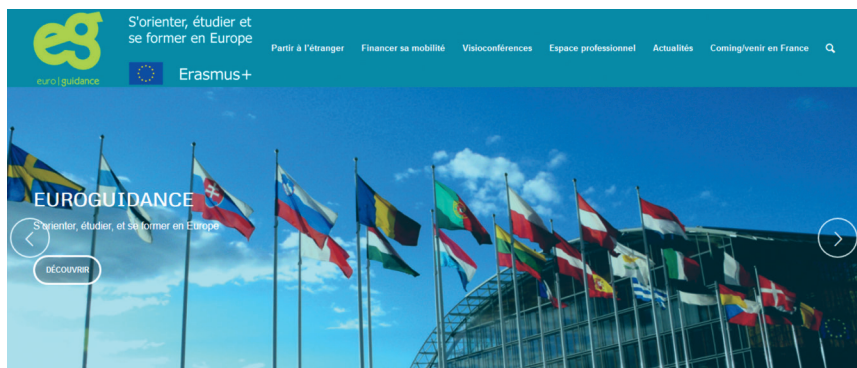 S'orienter, étudier et
se former en Europe
Erasmus+
euro|guidance
Partir à l'étranger Financer sa mobilité Visioconférences Espace professionnel Actualités Coming/venir en France
EUROGUIDANCE
S'orienter, étudier, et se former en Europe
DÉCOUVRIR